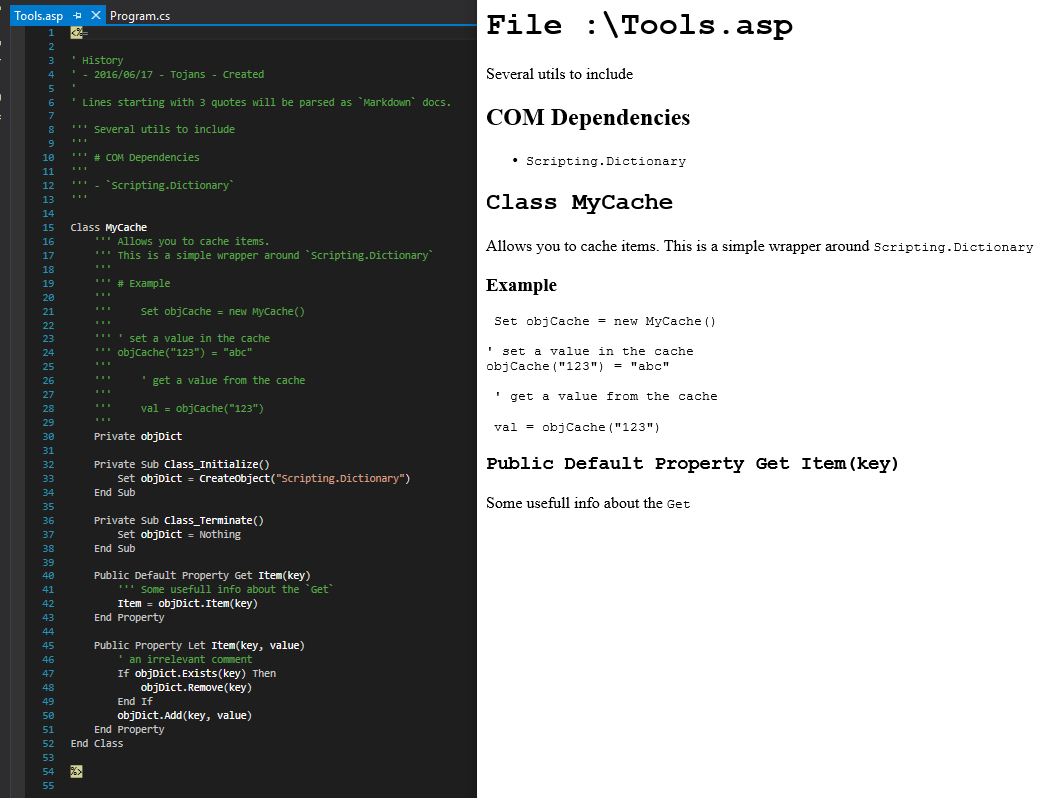 Tools.asp Program.cs
1 <%=
2
3 ' History
4 ' - 2016/06/17 - Tojans - Created
5 '
6 ' Lines starting with 3 quotes will be parsed as `Markdown` docs.
7
8 ''' Several utils to include
9 '''
10 ''' # COM Dependencies
11 '''
12 ''' - `Scripting.Dictionary`
13 '''
14
15 Class MyCache
16 ''' Allows you to cache items.
17 ''' This is a simple wrapper around `Scripting.Dictionary`
18 '''
19 ''' # Example
20 '''
21 ''' Set objCache = new MyCache()
22 '''
23 ''' ' set a value in the cache
24 ''' objCache("123") = "abc"
25 '''
26 ''' ' get a value from the cache
27 '''
28 ''' val = objCache("123")
29 '''
30 Private objDict
31
32 Private Sub Class_Initialize()
33 Set objDict = CreateObject("Scripting.Dictionary")
34 End Sub
35
36 Private Sub Class_Terminate()
37 Set objDict = Nothing
38 End Sub
39
40 Public Default Property Get Item(key)
41 ''' Some usefull info about the `Get`
42 Item = objDict.Item(key)
43 End Property
44
45 Public Property Let Item(key, value)
46 ' an irrelevant comment
47 If objDict.Exists(key) Then
48 objDict.Remove(key)
49 End If
50 objDict.Add(key, value)
51 End Property
52 End Class
53
54 %>
55
File :\Tools.asp
Several utils to include
COM Dependencies
• Scripting.Dictionary
Class MyCache
Allows you to cache items. This is a simple wrapper around Scripting.Dictionary
Example
Set objCache = new MyCache()
' set a value in the cache
objCache("123") = "abc"
' get a value from the cache
val = objCache("123")
Public Default Property Get Item(key)
Some usefull info about the Get